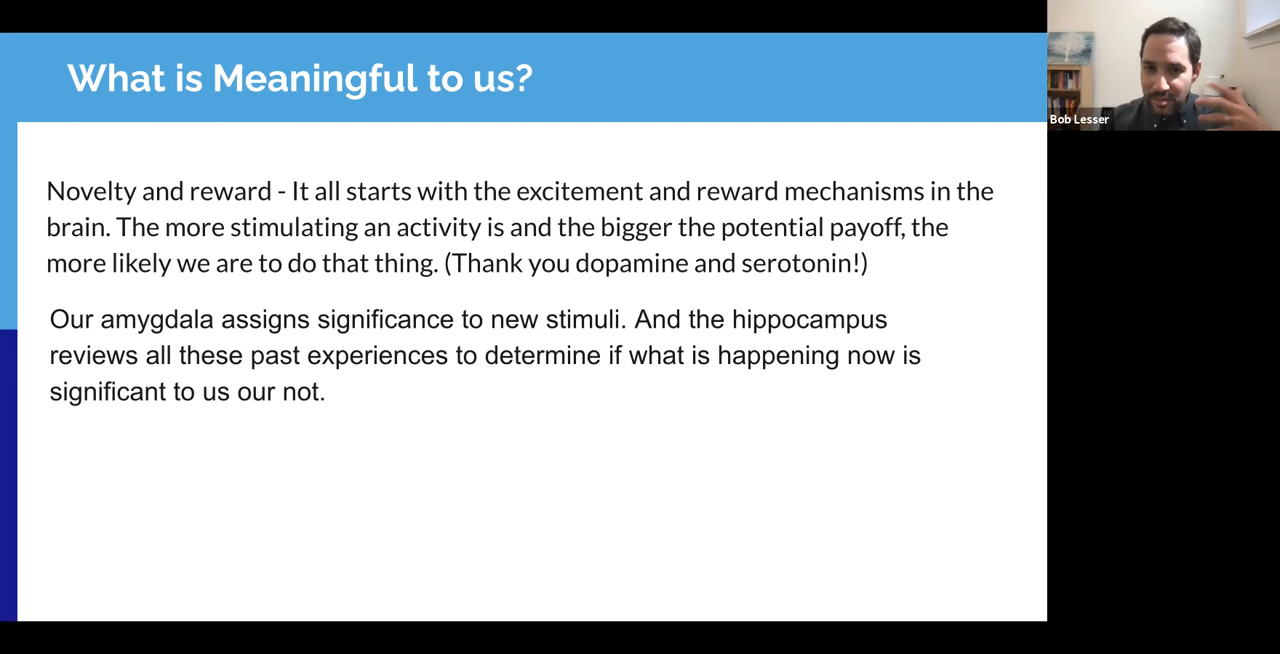 What is Meaningful to us?
Novelty and reward - It all starts with the excitement and reward mechanisms in the
brain. The more stimulating an activity is and the bigger the potential payoff, the
more likely we are to do that thing. (Thank you dopamine and serotonin!)
Our amygdala assigns significance to new stimuli. And the hippocampus
reviews all these past experiences to determine if what is happening now is
significant to us our not.
Bob Lesser